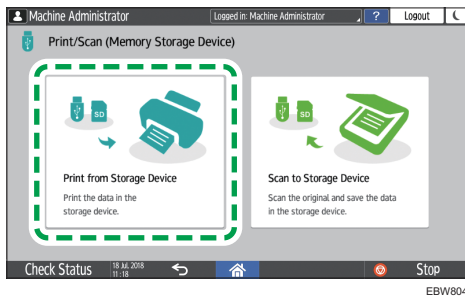 Machine Administrator
Logged in: Machine Administrator
?
Logout
Print/Scan (Memory Storage Device)
SD
SD
Print from Storage Device
Print the data in the
storage device.
Scan to Storage Device
Scan the original and save the data
in the storage device.
Check Status
18 Jul. 2018
11 :18
Stop
EBW804